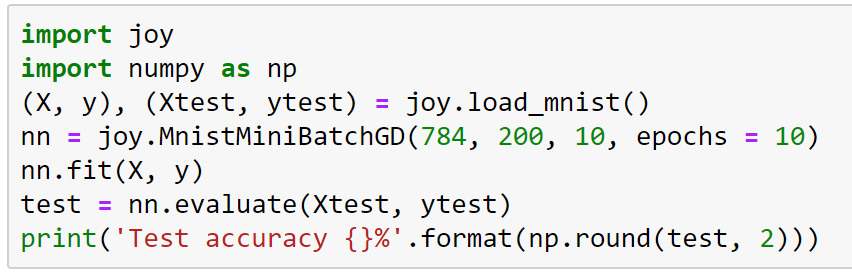 import joy
import numpy as np
(X, y), (Xtest, ytest) = joy.load_mnist()
nn = joy.MnistMiniBatchGD(784, 200, 10, epochs = 10)
nn.fit(X, y)
test = nn.evaluate(Xtest, ytest)
print('Test accuracy {}%'.format(np.round(test, 2)))